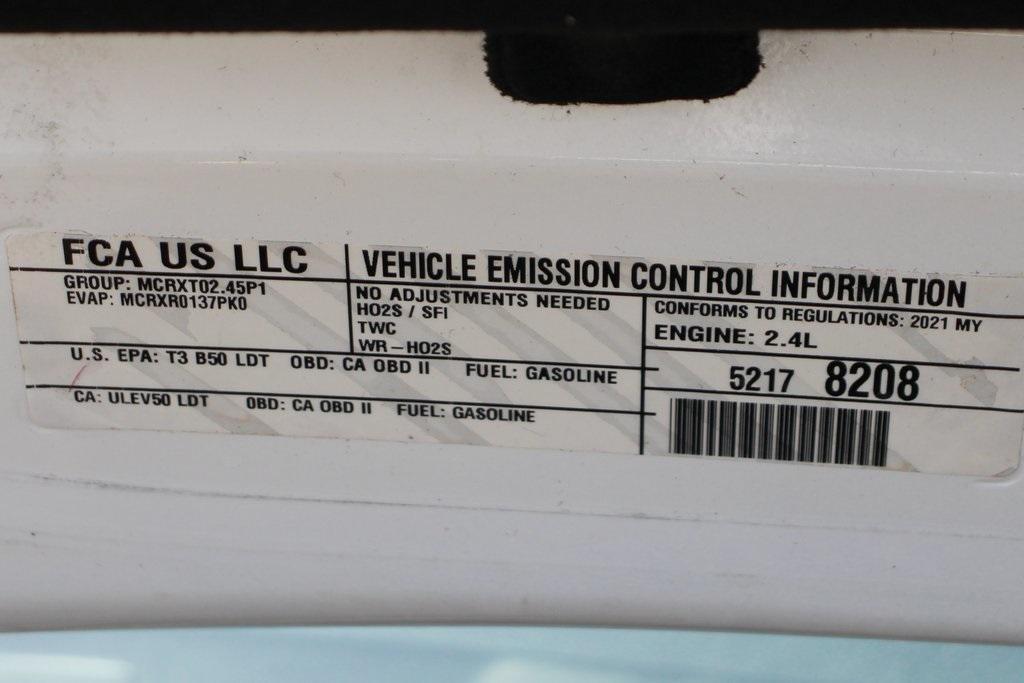 FCA US LLC
VEHICLE EMISSION CONTROL INFORMATION
GROUP: MCRXT02.45P1
EVAP: MCRXR0137PK0
NO ADJUSTMENTS NEEDED
HO2S / SFI
TWC
WR-HO2S
CONFORMS TO REGULATIONS: 2021 MY
ENGINE: 2.4L
U.S. EPA: T3 B50 LDT OBD: CA OBD II FUEL: GASOLINE
5217 8208
CA: ULEV50 LDT OBD: CA OBD II FUEL: GASOLINE